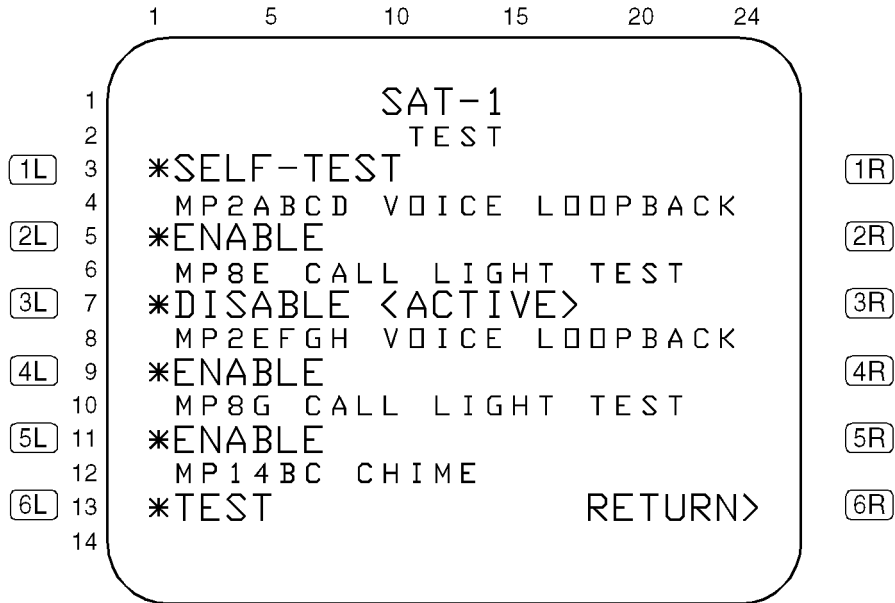 1 5 10 15 20 24
1 SAT-1
2 TEST
1L 3 *SELF-TEST 1R
4 MP2ABCD VOICE LOOPBACK
2L 5 *ENABLE 2R
6 MP8E CALL LIGHT TEST
3L 7 *DISABLE <ACTIVE> 3R
8 MP2EFGH VOICE LOOPBACK
4L 9 *ENABLE 4R
10 MP8G CALL LIGHT TEST
5L 11 *ENABLE 5R
12 MP14BC CHIME
6L 13 *TEST RETURN> 6R
14